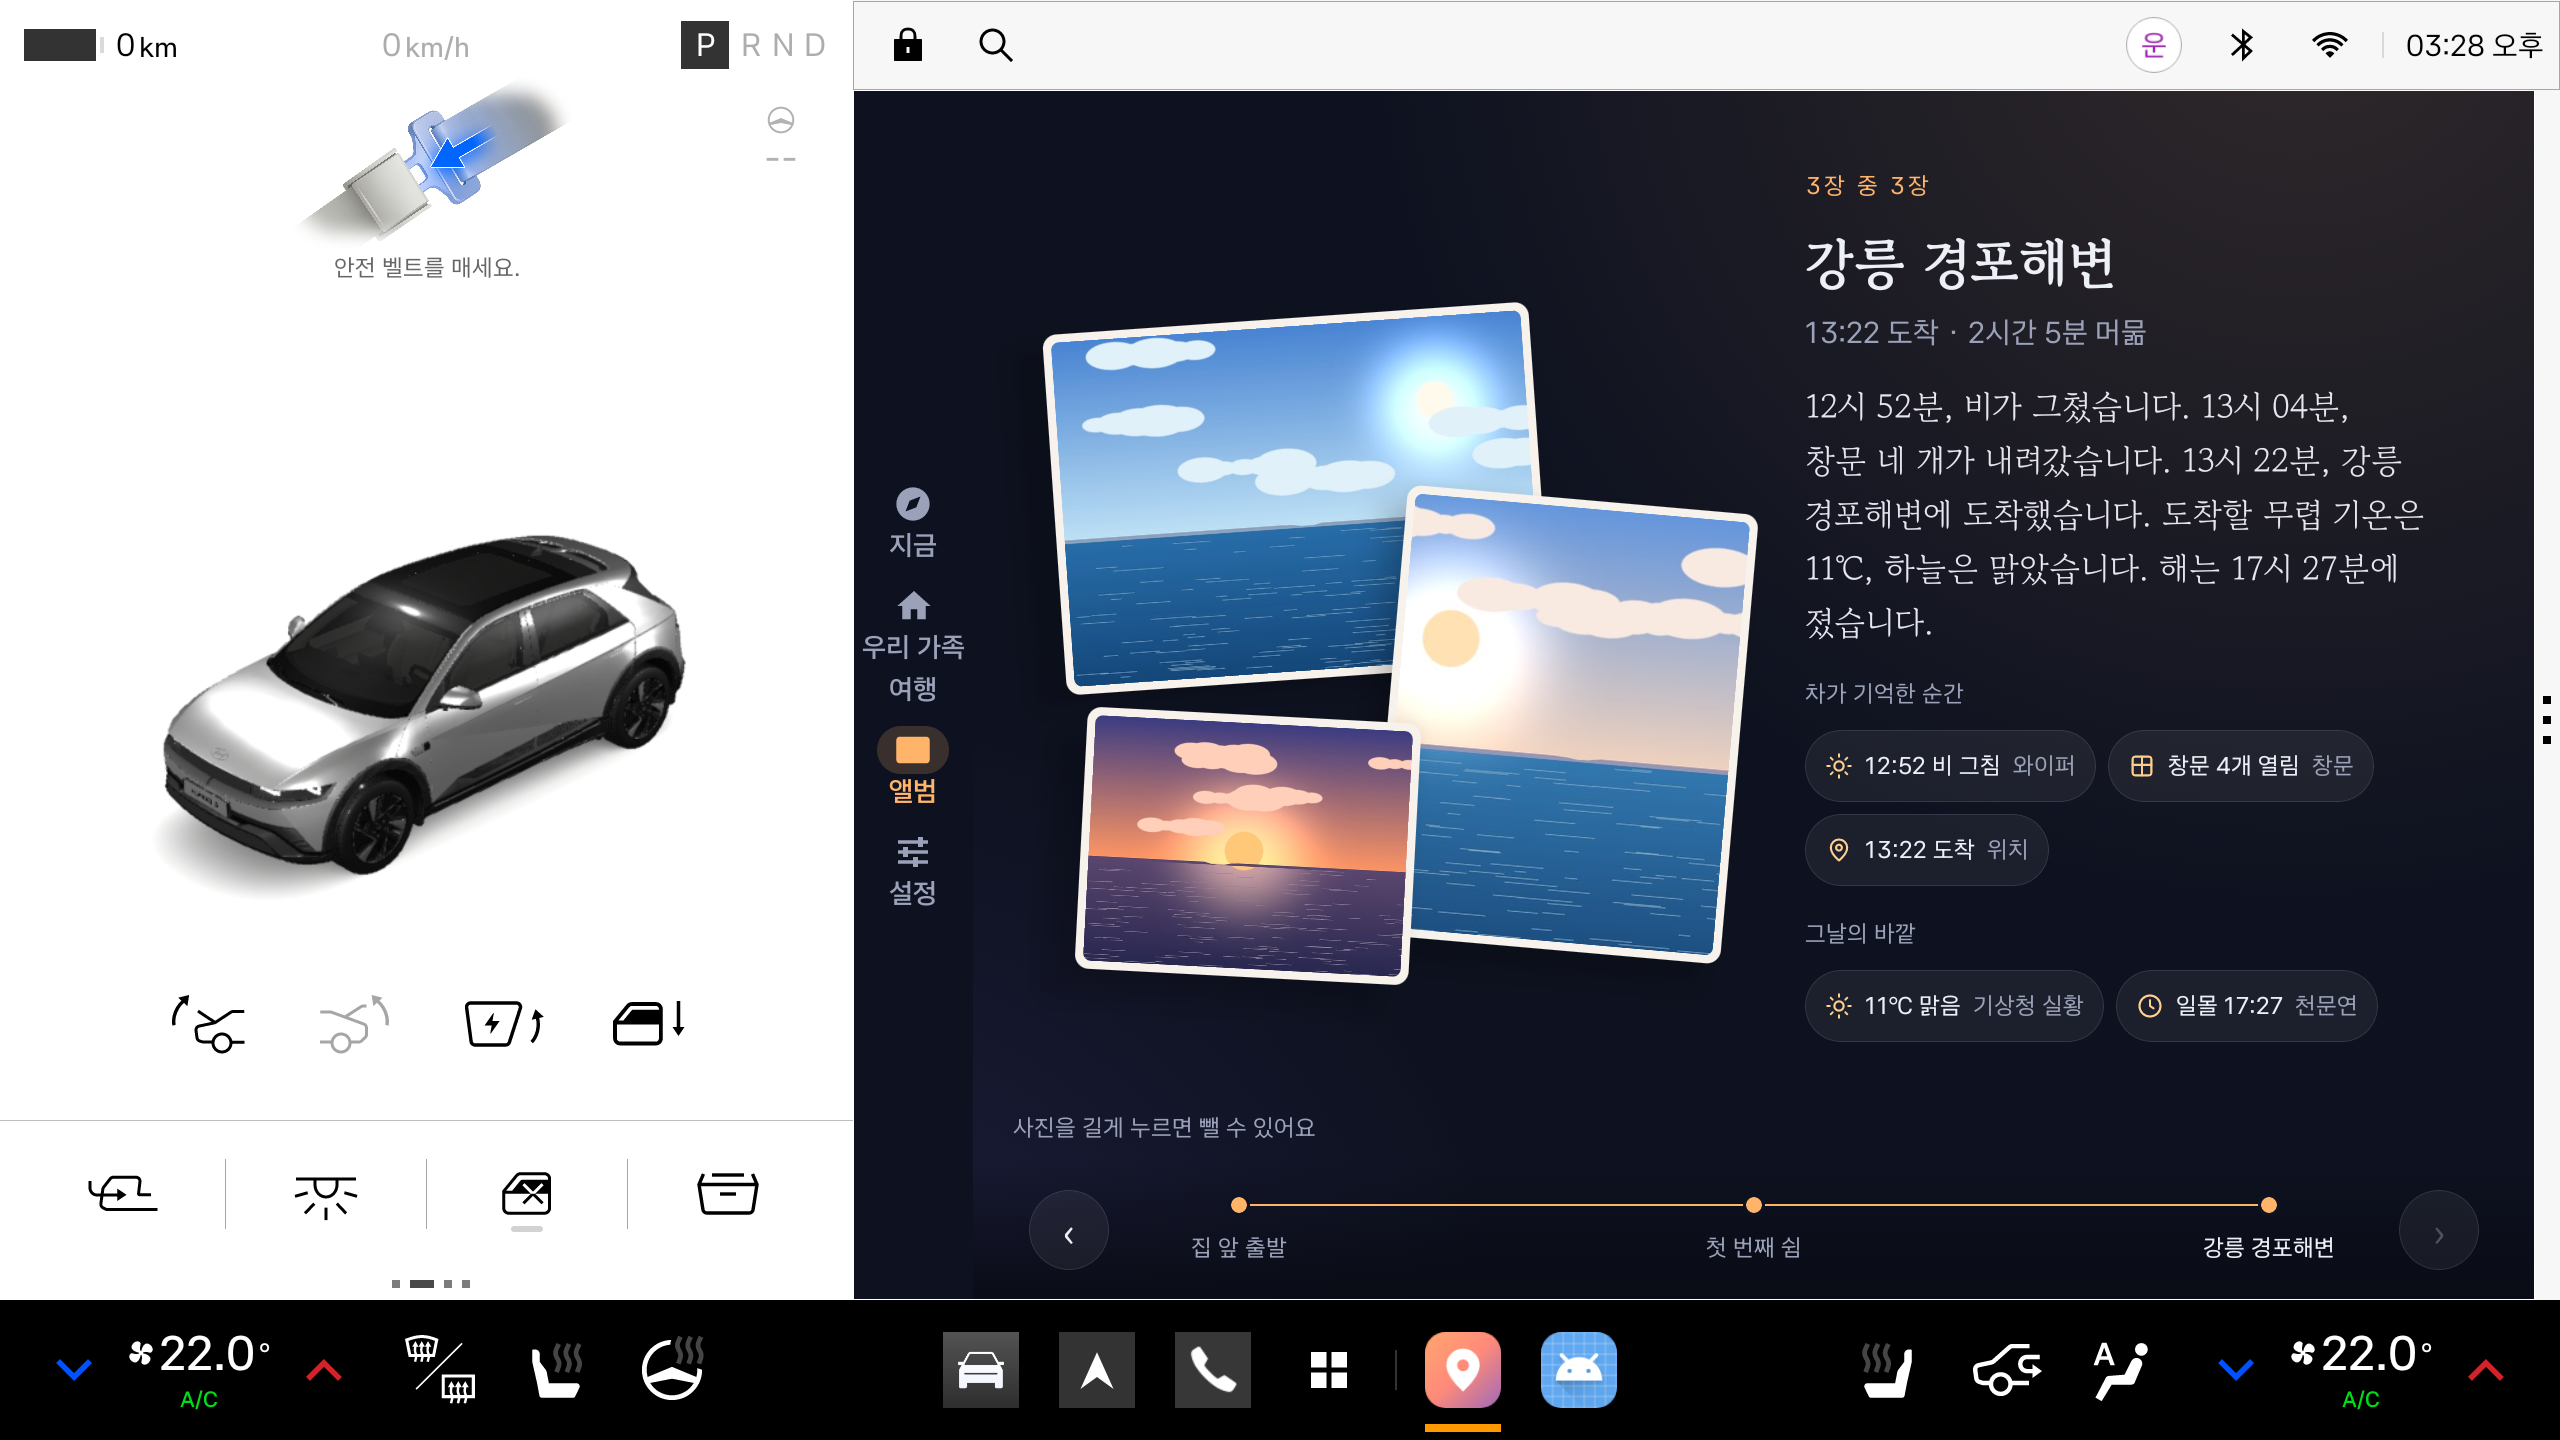 0 km
0 km/h
P R N D
안전 벨트를 매세요.
운
03:28 오후
지금
우리 가족
여행
앨범
설정
3장 중 3장
강릉 경포해변
13:22 도착 · 2시간 5분 머묾
12시 52분, 비가 그쳤습니다. 13시 04분,
창문 네 개가 내려갔습니다. 13시 22분, 강릉
경포해변에 도착했습니다. 도착할 무렵 기온은
11℃, 하늘은 맑았습니다. 해는 17시 27분에
졌습니다.
차가 기억한 순간
12:52 비 그침 와이퍼
창문 4개 열림 창문
13:22 도착 위치
그날의 바깥
11℃ 맑음 기상청 실황
일몰 17:27 천문연
사진을 길게 누르면 뺄 수 있어요
집 앞 출발
첫 번째 쉼
강릉 경포해변
22.0°
A/C
A
22.0°
A/C